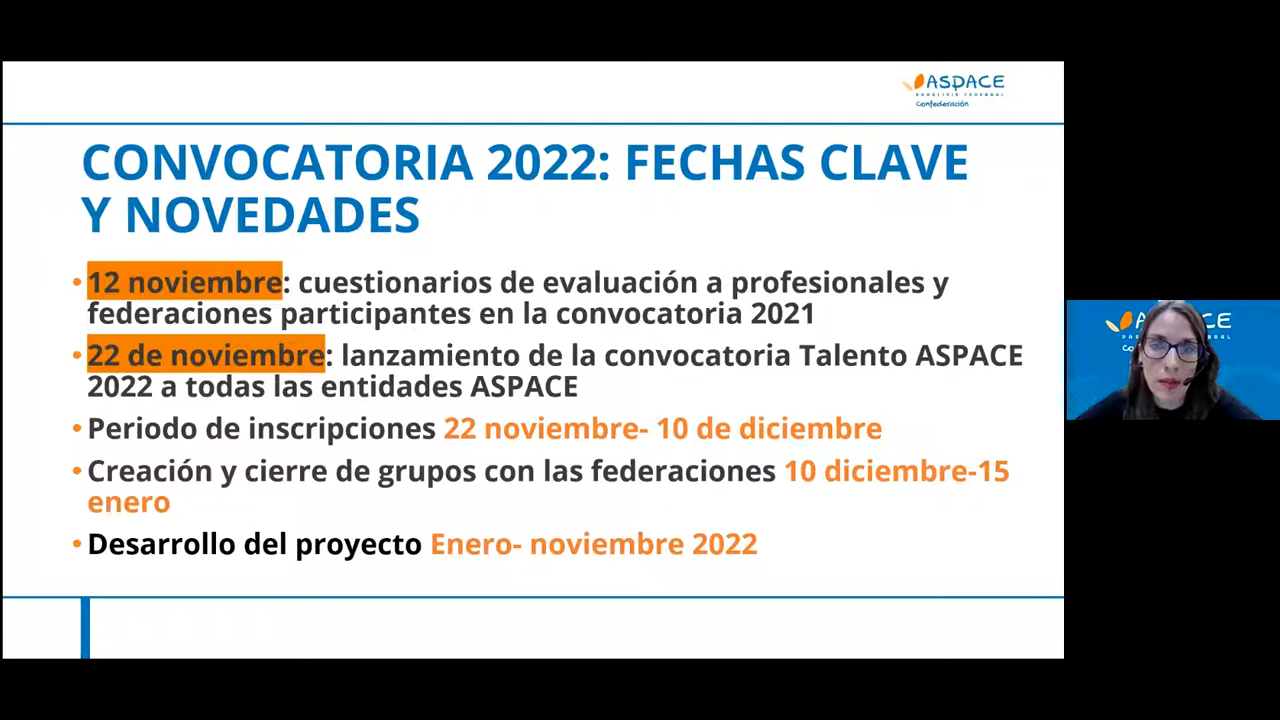 ASPACE
PARÁLISIS CEREBRAL
Confederación
CONVOCATORIA 2022: FECHAS CLAVE
Y NOVEDADES
• 12 noviembre: cuestionarios de evaluación a profesionales y
federaciones participantes en la convocatoria 2021
• 22 de noviembre: lanzamiento de la convocatoria Talento ASPACE
2022 a todas las entidades ASPACE
• Periodo de inscripciones 22 noviembre- 10 de diciembre
• Creación y cierre de grupos con las federaciones 10 diciembre-15
enero
• Desarrollo del proyecto Enero- noviembre 2022